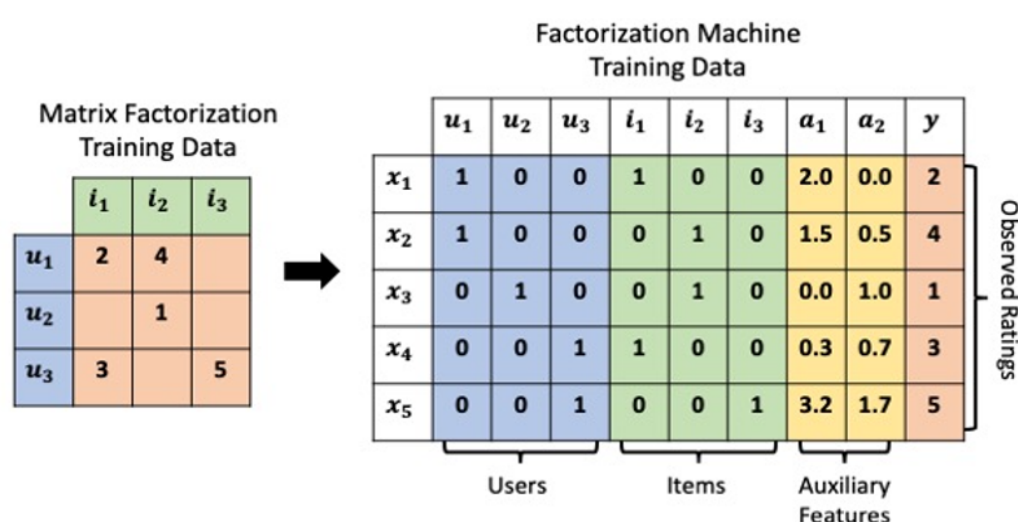 Factorization Machine
Training Data
Matrix Factorization
Training Data
i₁ i₂ i₃
u₁ 2 4
u₂ 1
u₃ 3 5
u₁ u₂ u₃ i₁ i₂ i₃ a₁ a₂ y
x₁ 1 0 0 1 0 0 2.0 0.0 2
x₂ 1 0 0 0 1 0 1.5 0.5 4
x₃ 0 1 0 0 1 0 0.0 1.0 1
x₄ 0 0 1 1 0 0 0.3 0.7 3
x₅ 0 0 1 0 0 1 3.2 1.7 5
Observed Ratings
Users Items Auxiliary
Features